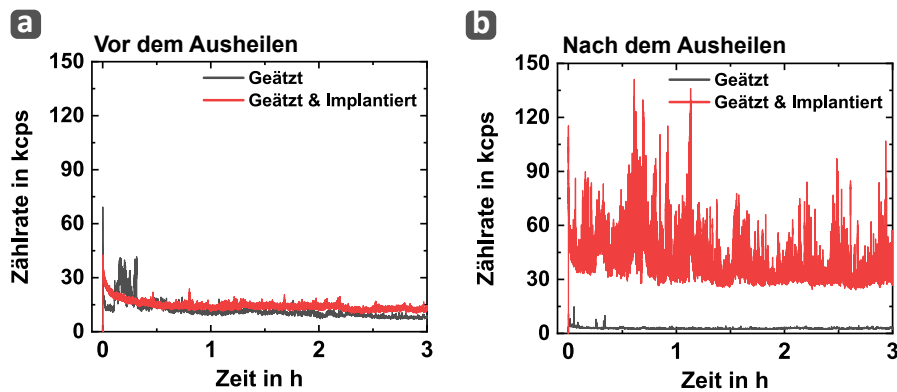 a
Vor dem Ausheilen
150
120
90
60
30
0
Zählrate in kcps
Geätzt
Geätzt & Implantiert
0
1
2
3
Zeit in h
b
Nach dem Ausheilen
150
120
90
60
30
0
Zählrate in kcps
Geätzt
Geätzt & Implantiert
0
1
2
3
Zeit in h